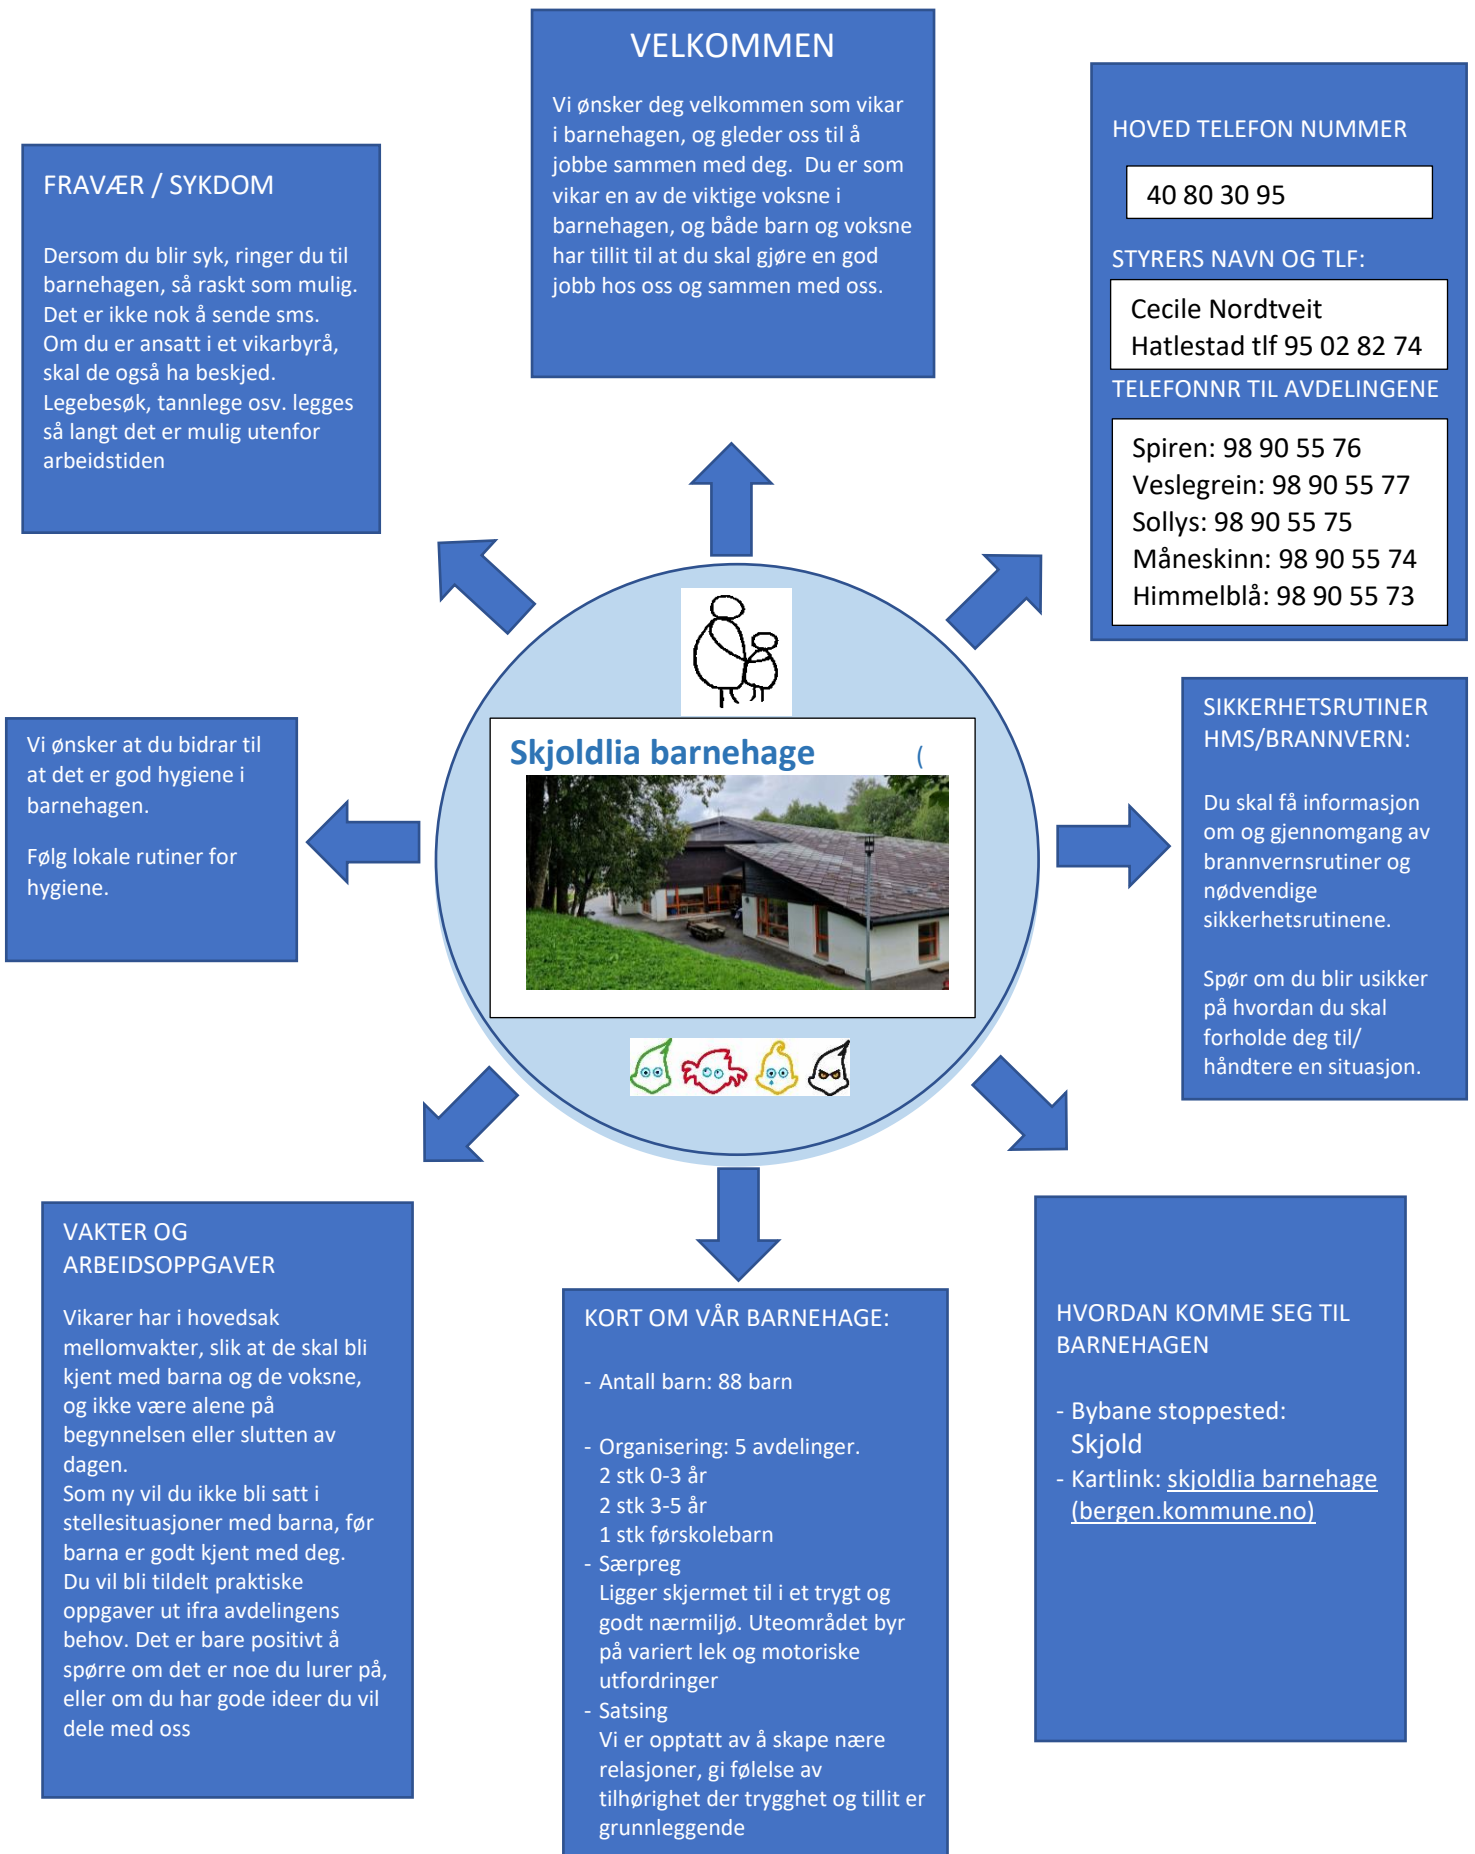 VELKOMMEN
Vi ønsker deg velkommen som vikar
i barnehagen, og gleder oss til å
jobbe sammen med deg.  Du er som
vikar en av de viktige voksne i
barnehagen, og både barn og voksne
har tillit til at du skal gjøre en god
jobb hos oss og sammen med oss.
HOVED TELEFON NUMMER
40 80 30 95
STYRERS NAVN OG TLF:
Cecile Nordtveit
Hatlestad tlf 95 02 82 74
TELEFONNR TIL AVDELINGENE
Spiren: 98 90 55 76
Veslegrein: 98 90 55 77
Sollys: 98 90 55 75
Måneskinn: 98 90 55 74
Himmelblå: 98 90 55 73
FRAVÆR / SYKDOM
Dersom du blir syk, ringer du til
barnehagen, så raskt som mulig.
Det er ikke nok å sende sms.
Om du er ansatt i et vikarbyrå,
skal de også ha beskjed.
Legebesøk, tannlege osv. legges
så langt det er mulig utenfor
arbeidstiden
Vi ønsker at du bidrar til
at det er god hygiene i
barnehagen.
Følg lokale rutiner for
hygiene.
Skjoldlia barnehage (
SIKKERHETSRUTINER
HMS/BRANNVERN:
Du skal få informasjon
om og gjennomgang av
brannvernsrutiner og
nødvendige
sikkerhetsrutinene.
Spør om du blir usikker
på hvordan du skal
forholde deg til/
håndtere en situasjon.
VAKTER OG
ARBEIDSOPPGAVER
Vikarer har i hovedsak
mellomvakter, slik at de skal bli
kjent med barna og de voksne,
og ikke være alene på
begynnelsen eller slutten av
dagen.
Som ny vil du ikke bli satt i
stellesituasjoner med barna, før
barna er godt kjent med deg.
Du vil bli tildelt praktiske
oppgaver ut ifra avdelingens
behov. Det er bare positivt å
spørre om det er noe du lurer på,
eller om du har gode ideer du vil
dele med oss
KORT OM VÅR BARNEHAGE:
- Antall barn: 88 barn
- Organisering: 5 avdelinger.
2 stk 0-3 år
2 stk 3-5 år
1 stk førskolebarn
- Særpreg
Ligger skjermet til i et trygt og
godt nærmiljø. Uteområdet byr
på variert lek og motoriske
utfordringer
- Satsing
Vi er opptatt av å skape nære
relasjoner, gi følelse av
tilhørighet der trygghet og tillit er
grunnleggende
HVORDAN KOMME SEG TIL
BARNEHAGEN
- Bybane stoppested:
Skjold
- Kartlink: skjoldlia barnehage
(bergen.kommune.no)